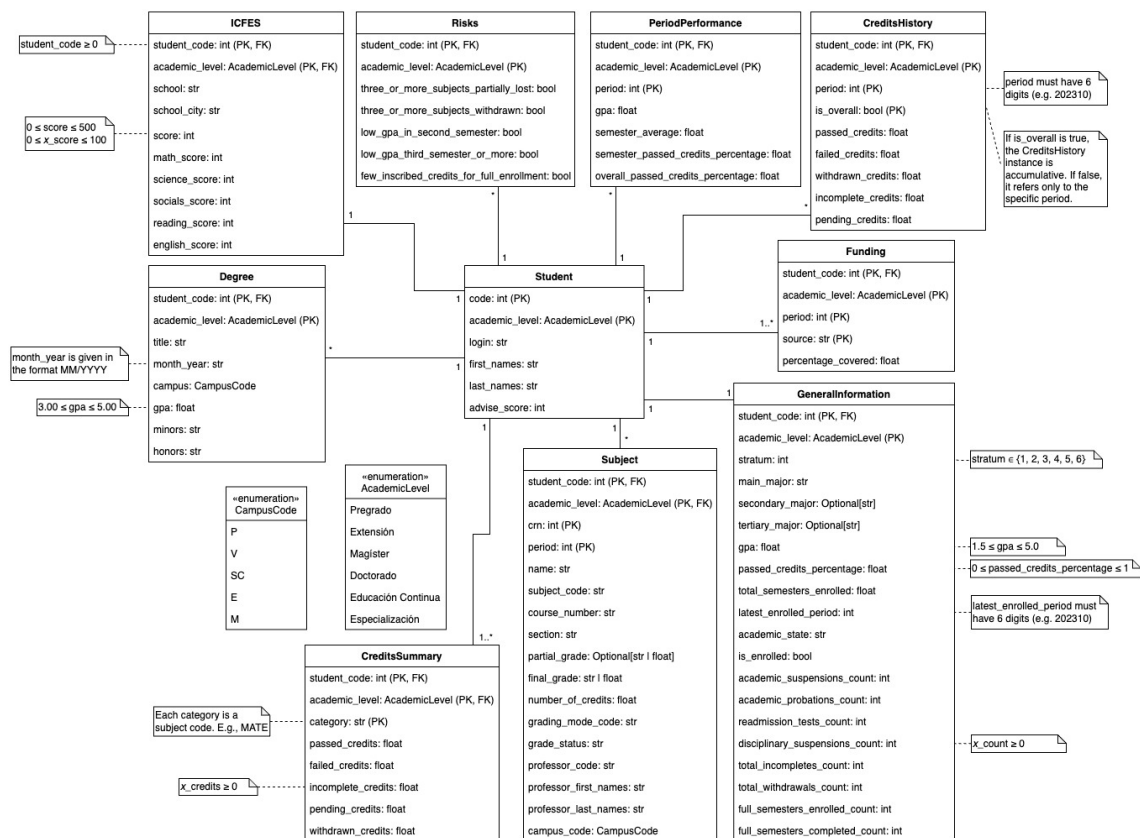 ICFES
student_code: int (PK, FK)
academic_level: AcademicLevel (PK, FK)
school: str
school_city: str
score: int
math_score: int
science_score: int
socials_score: int
reading_score: int
english_score: int
student_code ≥ 0
0 ≤ score ≤ 500
0 ≤ x_score ≤ 100
Risks
student_code: int (PK, FK)
academic_level: AcademicLevel (PK)
three_or_more_subjects_partially_lost: bool
three_or_more_subjects_withdrawn: bool
low_gpa_in_second_semester: bool
low_gpa_third_semester_or_more: bool
few_inscribed_credits_for_full_enrollment: bool
PeriodPerformance
student_code: int (PK, FK)
academic_level: AcademicLevel (PK)
period: int (PK)
gpa: float
semester_average: float
semester_passed_credits_percentage: float
overall_passed_credits_percentage: float
CreditsHistory
student_code: int (PK, FK)
academic_level: AcademicLevel (PK)
period: int (PK)
is_overall: bool (PK)
passed_credits: float
failed_credits: float
withdrawn_credits: float
incomplete_credits: float
pending_credits: float
period must have 6
digits (e.g. 202310)
If is_overall is true,
the CreditsHistory
instance is
accumulative. If false,
it refers only to the
specific period.
1
*
*
*
1
1
1
1
Degree
student_code: int (PK, FK)
academic_level: AcademicLevel (PK)
title: str
month_year: str
campus: CampusCode
gpa: float
minors: str
honors: str
month_year is given in
the format MM/YYYY
3.00 ≤ gpa ≤ 5.00
*
1
Student
code: int (PK)
academic_level: AcademicLevel (PK)
login: str
first_names: str
last_names: str
advise_score: int
1
1..*
1
1
1
1
*
Funding
student_code: int (PK, FK)
academic_level: AcademicLevel (PK)
period: int (PK)
source: str (PK)
percentage_covered: float
«enumeration»
CampusCode
P
V
SC
E
M
«enumeration»
AcademicLevel
Pregrado
Extensión
Magíster
Doctorado
Educación Continua
Especialización
1..*
CreditsSummary
student_code: int (PK, FK)
academic_level: AcademicLevel (PK, FK)
category: str (PK)
passed_credits: float
failed_credits: float
incomplete_credits: float
pending_credits: float
withdrawn_credits: float
Each category is a
subject code. E.g., MATE
x_credits ≥ 0
Subject
student_code: int (PK, FK)
academic_level: AcademicLevel (PK, FK)
crn: int (PK)
period: int (PK)
name: str
subject_code: str
course_number: str
section: str
partial_grade: Optional[str | float]
final_grade: str | float
number_of_credits: float
grading_mode_code: str
grade_status: str
professor_code: str
professor_first_names: str
professor_last_names: str
campus_code: CampusCode
GeneralInformation
student_code: int (PK, FK)
academic_level: AcademicLevel (PK)
stratum: int
main_major: str
secondary_major: Optional[str]
tertiary_major: Optional[str]
gpa: float
passed_credits_percentage: float
total_semesters_enrolled: float
latest_enrolled_period: int
academic_state: str
is_enrolled: bool
academic_suspensions_count: int
academic_probations_count: int
readmission_tests_count: int
disciplinary_suspensions_count: int
total_incompletes_count: int
total_withdrawals_count: int
full_semesters_enrolled_count: int
full_semesters_completed_count: int
stratum ∈ {1, 2, 3, 4, 5, 6}
1.5 ≤ gpa ≤ 5.0
0 ≤ passed_credits_percentage ≤ 1
latest_enrolled_period must
have 6 digits (e.g. 202310)
x_count ≥ 0